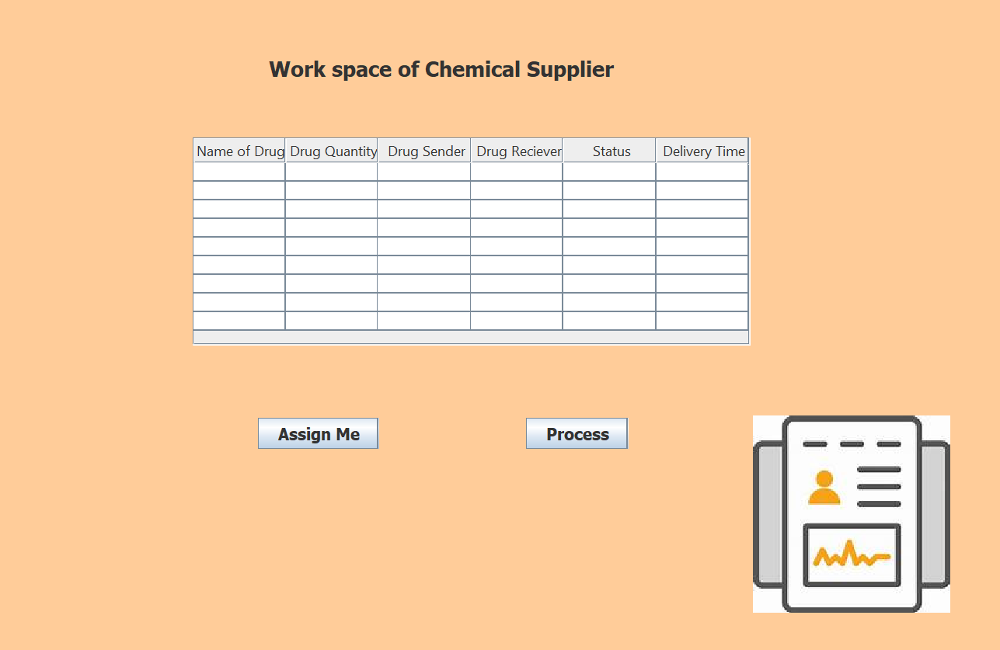 Work space of Chemical Supplier
Name of Drug Drug Quantity Drug Sender Drug Reciever Status Delivery Time
Assign Me Process